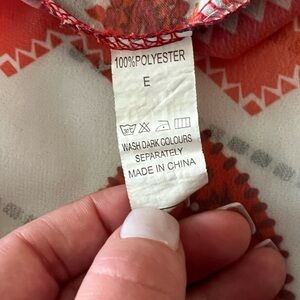 100%POLYESTER
E
WASH DARK COLOURS
SEPARATELY
MADE IN CHINA